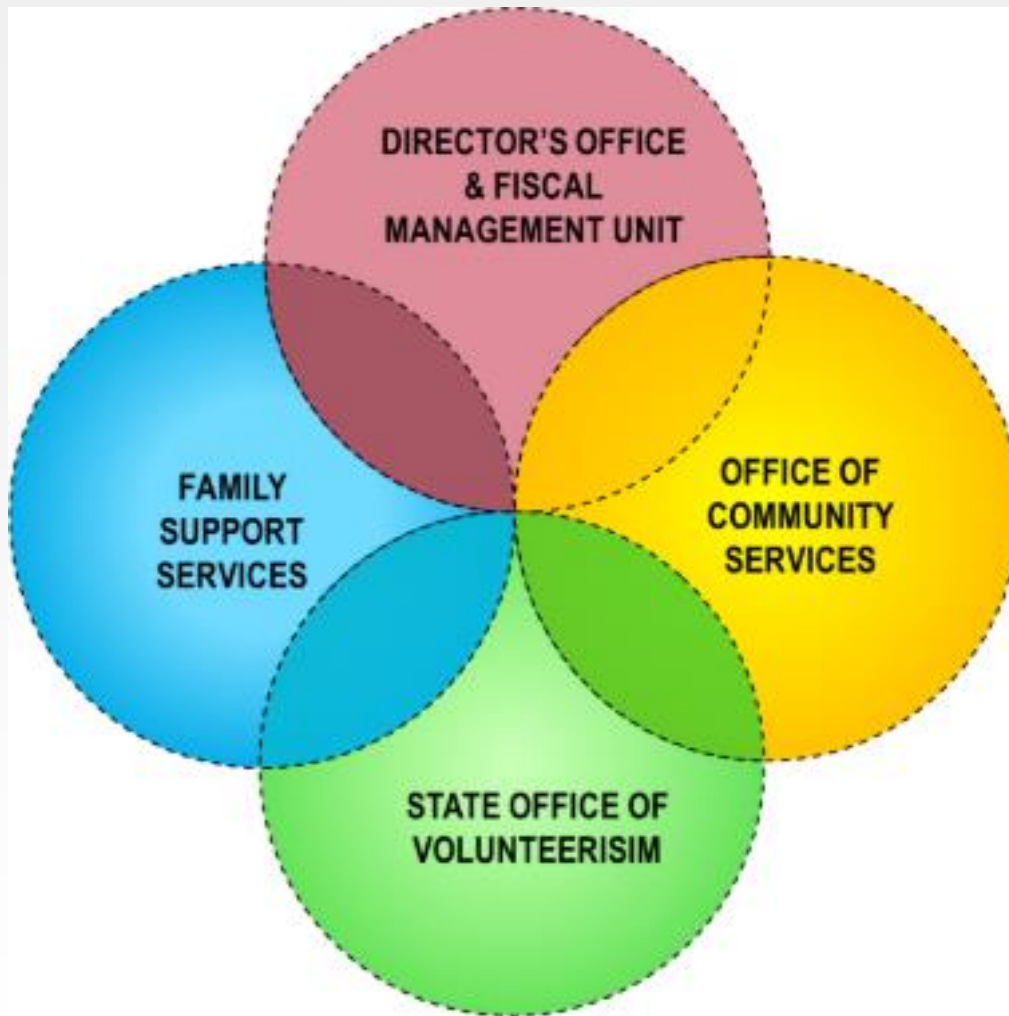 DIRECTOR'S OFFICE
& FISCAL
MANAGEMENT UNIT
FAMILY
SUPPORT
SERVICES
OFFICE OF
COMMUNITY
SERVICES
STATE OFFICE OF
VOLUNTEERISIM